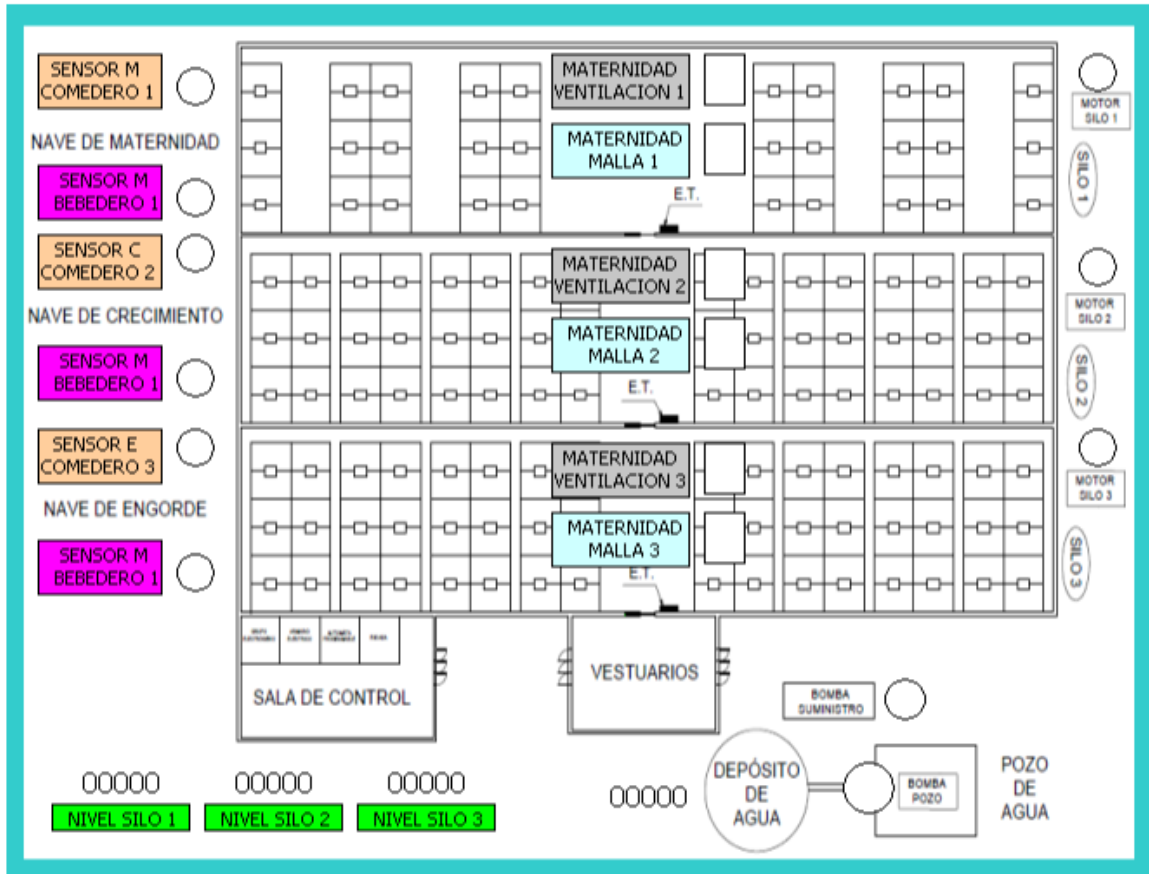 SENSOR M
COMEDERO 1
NAVE DE MATERNIDAD
SENSOR M
BEBEDERO 1
SENSOR C
COMEDERO 2
NAVE DE CRECIMIENTO
SENSOR M
BEBEDERO 1
SENSOR E
COMEDERO 3
NAVE DE ENGORDE
SENSOR M
BEBEDERO 1
MATERNIDAD
VENTILACION 1
MATERNIDAD
MALLA 1
E.T.
MATERNIDAD
VENTILACION 2
MATERNIDAD
MALLA 2
E.T.
MATERNIDAD
VENTILACION 3
MATERNIDAD
MALLA 3
E.T.
MOTOR
SILO 1
SILO 1
MOTOR
SILO 2
SILO 2
MOTOR
SILO 3
SILO 3
SALA DE CONTROL
VESTUARIOS
BOMBA
SUMINISTRO
00000
NIVEL SILO 1
00000
NIVEL SILO 2
00000
NIVEL SILO 3
00000
DEPÓSITO
DE
AGUA
BOMBA
POZO
POZO
DE
AGUA